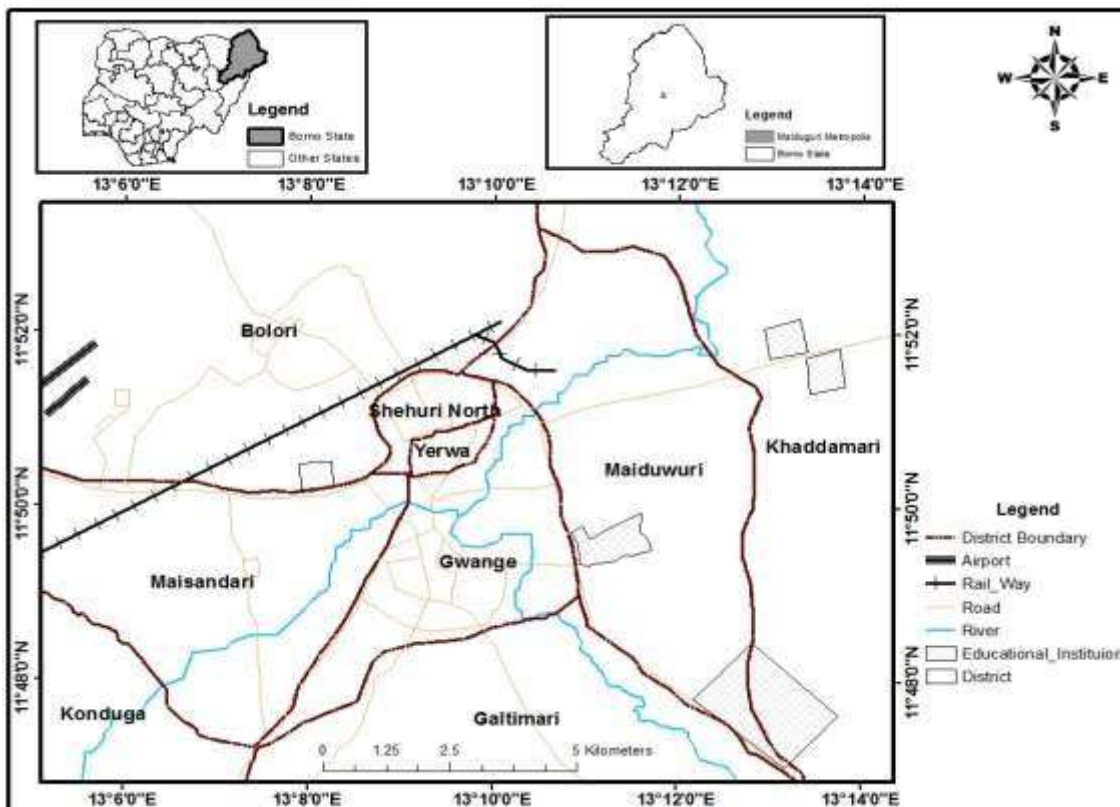 Legend
Borno State
Other States
Legend
Maiduguri Metropolis
Borno State
N
W E
S
13°6'0"E 13°8'0"E 13°10'0"E 13°12'0"E 13°14'0"E
11°52'0"N
11°50'0"N
11°48'0"N
11°52'0"N
11°50'0"N
11°48'0"N
Bolori
Shehuri North
Yerwa
Maiduwuri
Khaddamari
Maisandari
Gwange
Konduga
Galtimari
0 1.25 2.5 5 Kilometers
Legend
District Boundary
Airport
Rail_Way
Road
River
Educational_Instituion
District
13°6'0"E 13°8'0"E 13°10'0"E 13°12'0"E 13°14'0"E